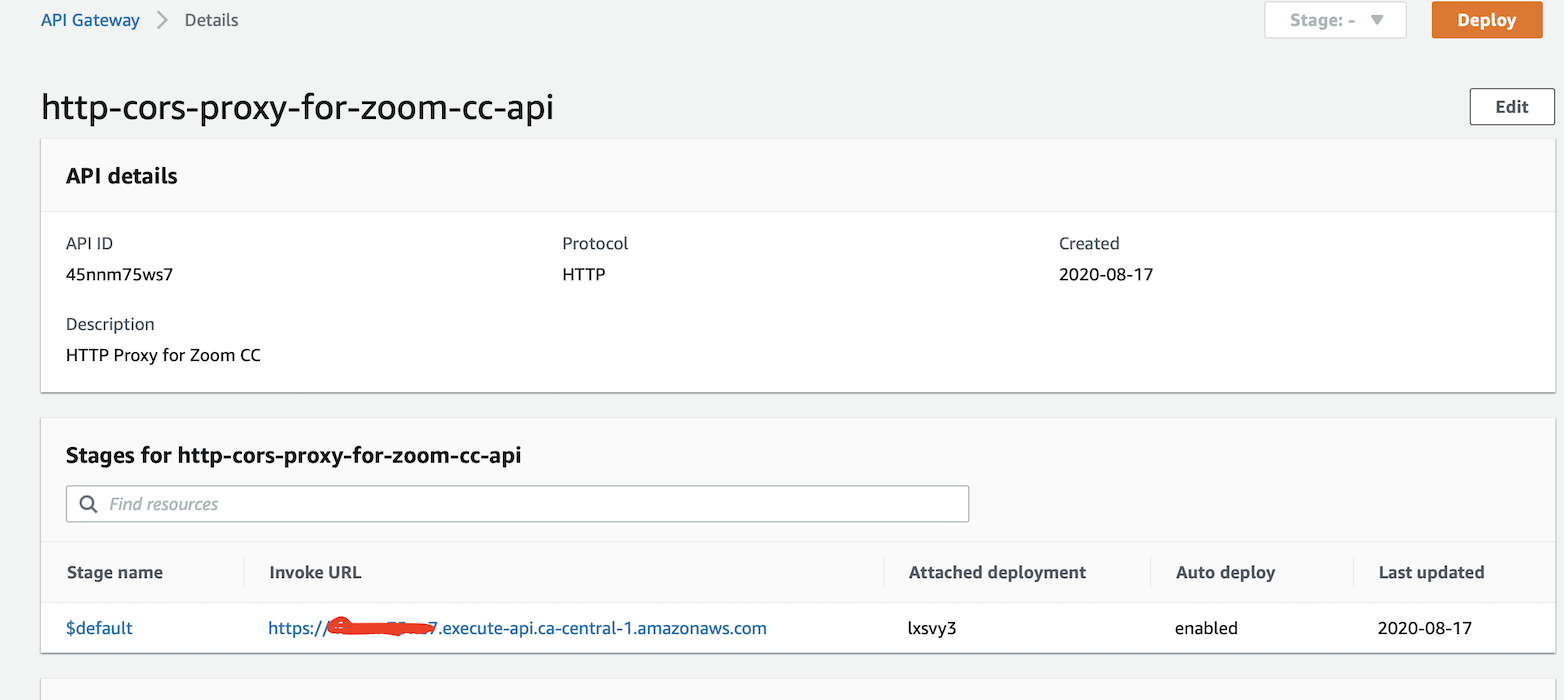 API Gateway > Details
Stage: - ▼
Deploy
http-cors-proxy-for-zoom-cc-api
Edit
API details
API ID
Protocol
Created
45nnm75ws7
HTTP
2020-08-17
Description
HTTP Proxy for Zoom CC
Stages for http-cors-proxy-for-zoom-cc-api
Find resources
Stage name
Invoke URL
Attached deployment
Auto deploy
Last updated
$default
https:// .execute-api.ca-central-1.amazonaws.com
lxsvy3
enabled
2020-08-17